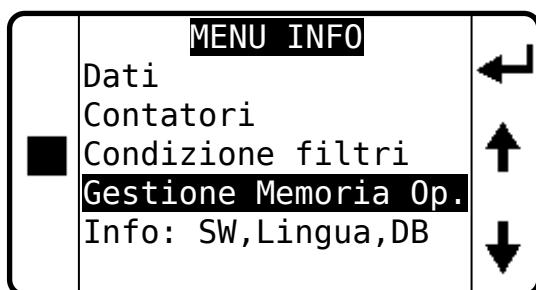 MENU INFO
Dati
Contatori
Condizione filtri
Gestione Memoria Op.
Info: SW,Lingua,DB